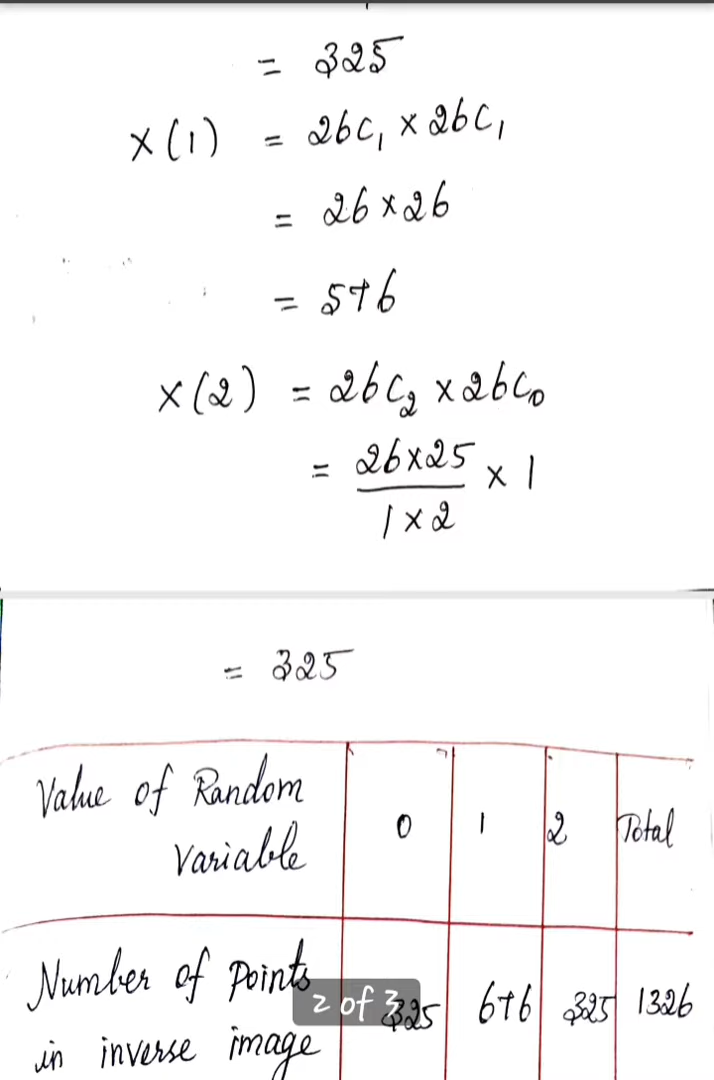 = 325
X(1) = 26C₁ × 26C₁
= 26 × 26
= 576
X(2) = 26C₂ × 26C₀
= 26×25 / 1×2 × 1
= 325
Value of Random Variable | 0 | 1 | 2 | Total
Number of Points in inverse image | 325 | 676 | 325 | 1326
2 of 3